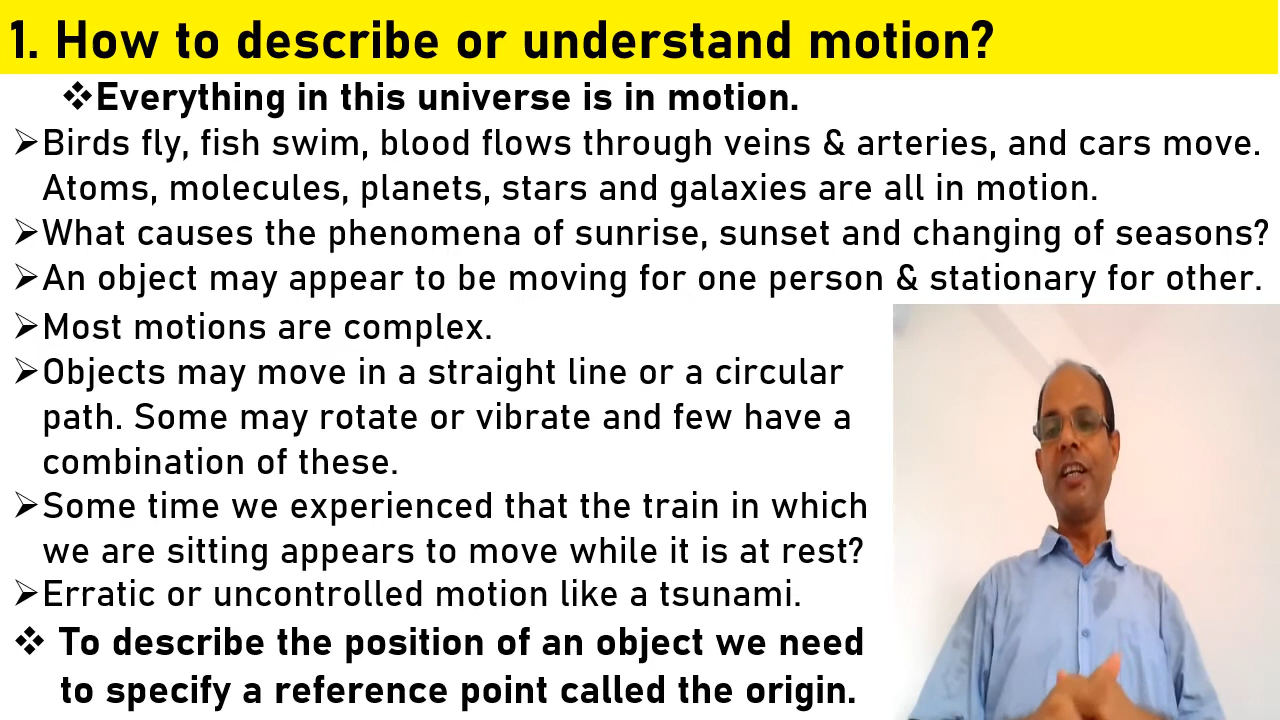 1. How to describe or understand motion?
❖Everything in this universe is in motion.
➢Birds fly, fish swim, blood flows through veins & arteries, and cars move.
Atoms, molecules, planets, stars and galaxies are all in motion.
➢What causes the phenomena of sunrise, sunset and changing of seasons?
➢An object may appear to be moving for one person & stationary for other.
➢Most motions are complex.
➢Objects may move in a straight line or a circular
path. Some may rotate or vibrate and few have a
combination of these.
➢Some time we experienced that the train in which
we are sitting appears to move while it is at rest?
➢Erratic or uncontrolled motion like a tsunami.
❖ To describe the position of an object we need
to specify a reference point called the origin.